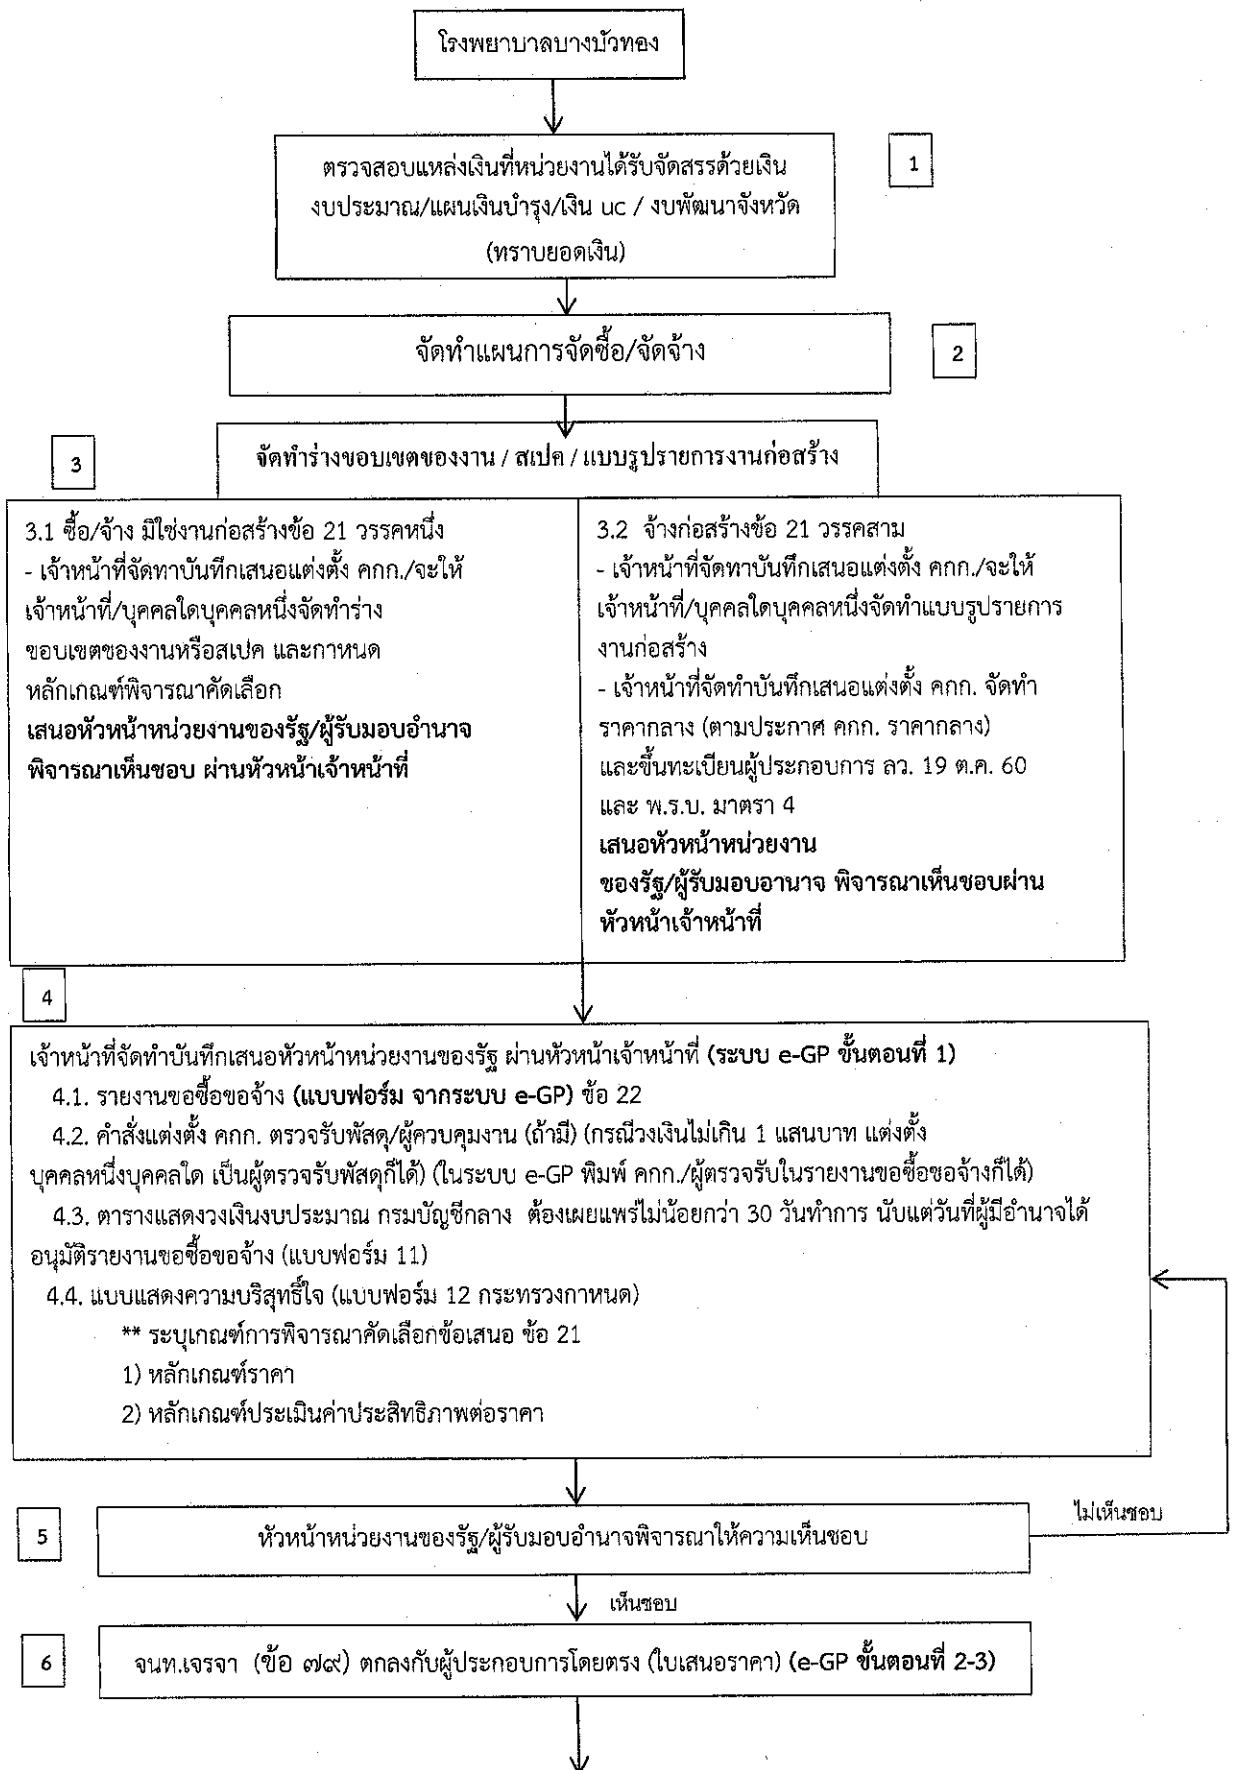 โรงพยาบาลบางบัวทอง
ตรวจสอบแหล่งเงินที่หน่วยงานได้รับจัดสรรด้วยเงิน
งบประมาณ/แผนเงินบำรุง/เงิน uc / งบพัฒนาจังหวัด
(ทราบยอดเงิน)
1
จัดทำแผนการจัดซื้อ/จัดจ้าง
2
3
จัดทำร่างขอบเขตของงาน / สเปค / แบบรูปรายการงานก่อสร้าง
3.1 ซื้อ/จ้าง มิใช่งานก่อสร้างข้อ 21 วรรคหนึ่ง
- เจ้าหน้าที่จัดทาบันทึกเสนอแต่งตั้ง คกก./จะให้
เจ้าหน้าที่/บุคคลใดบุคคลหนึ่งจัดทำร่าง
ขอบเขตของงานหรือสเปค และกาหนด
หลักเกณฑ์พิจารณาคัดเลือก
เสนอหัวหน้าหน่วยงานของรัฐ/ผู้รับมอบอำนาจ
พิจารณาเห็นชอบ ผ่านหัวหน้าเจ้าหน้าที่
3.2 จ้างก่อสร้างข้อ 21 วรรคสาม
- เจ้าหน้าที่จัดทาบันทึกเสนอแต่งตั้ง คกก./จะให้
เจ้าหน้าที่/บุคคลใดบุคคลหนึ่งจัดทำแบบรูปรายการ
งานก่อสร้าง
- เจ้าหน้าที่จัดทำบันทึกเสนอแต่งตั้ง คกก. จัดทำ
ราคากลาง (ตามประกาศ คกก. ราคากลาง)
และขึ้นทะเบียนผู้ประกอบการ ลว. 19 ต.ค. 60
และ พ.ร.บ. มาตรา 4
เสนอหัวหน้าหน่วยงาน
ของรัฐ/ผู้รับมอบอานาจ พิจารณาเห็นชอบผ่าน
หัวหน้าเจ้าหน้าที่
4
เจ้าหน้าที่จัดทำบันทึกเสนอหัวหน้าหน่วยงานของรัฐ ผ่านหัวหน้าเจ้าหน้าที่ (ระบบ e-GP ขั้นตอนที่ 1)
4.1. รายงานขอซื้อขอจ้าง (แบบฟอร์ม จากระบบ e-GP) ข้อ 22
4.2. คำสั่งแต่งตั้ง คกก. ตรวจรับพัสดุ/ผู้ควบคุมงาน (ถ้ามี) (กรณีวงเงินไม่เกิน 1 แสนบาท แต่งตั้ง
บุคคลหนึ่งบุคคลใด เป็นผู้ตรวจรับพัสดุก็ได้) (ในระบบ e-GP พิมพ์ คกก./ผู้ตรวจรับในรายงานขอซื้อขอจ้างก็ได้)
4.3. ตารางแสดงวงเงินงบประมาณ กรมบัญชีกลาง ต้องเผยแพร่ไม่น้อยกว่า 30 วันทำการ นับแต่วันที่ผู้มีอำนาจได้
อนุมัติรายงานขอซื้อขอจ้าง (แบบฟอร์ม 11)
4.4. แบบแสดงความบริสุทธิ์ใจ (แบบฟอร์ม 12 กระทรวงกาหนด)
** ระบุเกณฑ์การพิจารณาคัดเลือกข้อเสนอ ข้อ 21
1) หลักเกณฑ์ราคา
2) หลักเกณฑ์ประเมินค่าประสิทธิภาพต่อราคา
5
หัวหน้าหน่วยงานของรัฐ/ผู้รับมอบอำนาจพิจารณาให้ความเห็นชอบ
ไม่เห็นชอบ
เห็นชอบ
6
จนท.เจรจา (ข้อ ๗๙) ตกลงกับผู้ประกอบการโดยตรง (ใบเสนอราคา) (e-GP ขั้นตอนที่ 2-3)